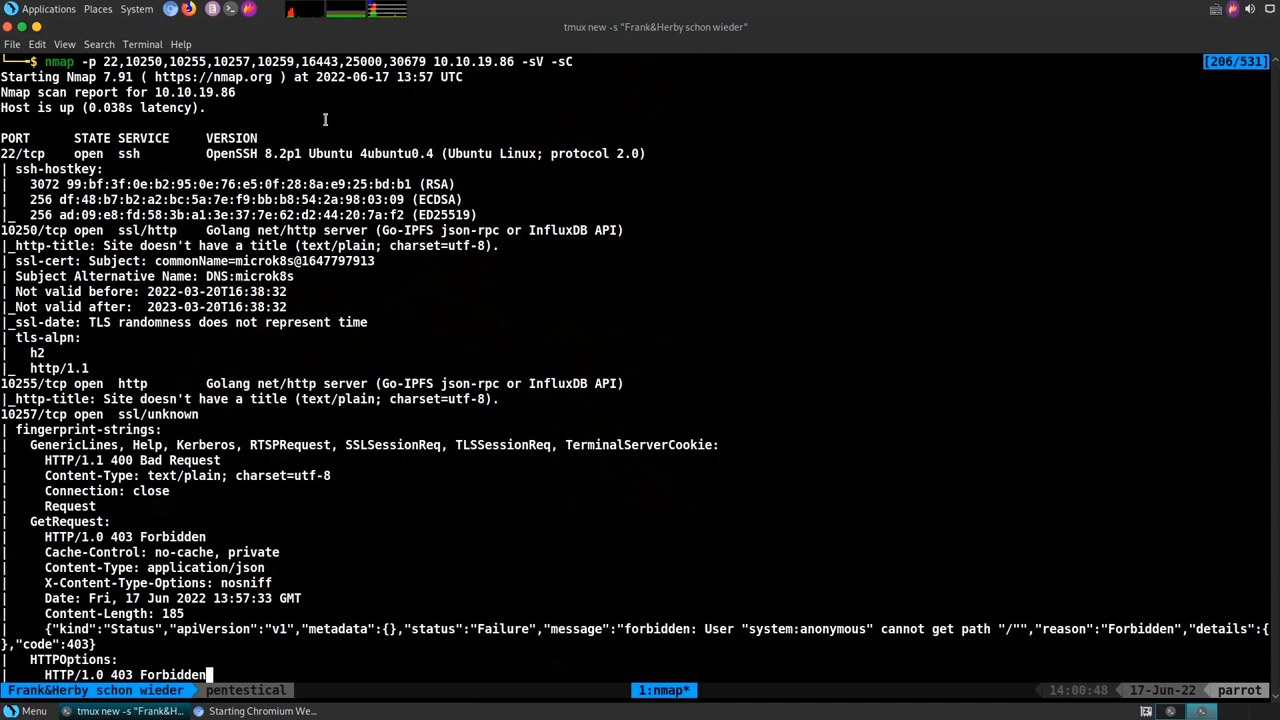 Applications Places System
tmux new -s "Frank&Herby schon wieder"
File Edit View Search Terminal Help
└──╼$ nmap -p 22,10250,10255,10257,10259,16443,25000,30679 10.10.19.86 -sV -sC [206/531]
Starting Nmap 7.91 ( https://nmap.org ) at 2022-06-17 13:57 UTC
Nmap scan report for 10.10.19.86
Host is up (0.038s latency).
PORT STATE SERVICE VERSION
22/tcp open ssh OpenSSH 8.2p1 Ubuntu 4ubuntu0.4 (Ubuntu Linux; protocol 2.0)
| ssh-hostkey:
| 3072 99:bf:3f:0e:b2:95:0e:76:e5:0f:28:8a:e9:25:bd:b1 (RSA)
| 256 df:48:b7:b2:a2:bc:5a:7e:f9:bb:b8:54:2a:98:03:09 (ECDSA)
|_ 256 ad:09:e8:fd:58:3b:a1:3e:37:7e:62:d2:44:20:7a:f2 (ED25519)
10250/tcp open ssl/http Golang net/http server (Go-IPFS json-rpc or InfluxDB API)
|_http-title: Site doesn't have a title (text/plain; charset=utf-8).
| ssl-cert: Subject: commonName=microk8s@1647797913
| Subject Alternative Name: DNS:microk8s
| Not valid before: 2022-03-20T16:38:32
|_Not valid after: 2023-03-20T16:38:32
|_ssl-date: TLS randomness does not represent time
| tls-alpn:
| h2
|_ http/1.1
10255/tcp open http Golang net/http server (Go-IPFS json-rpc or InfluxDB API)
|_http-title: Site doesn't have a title (text/plain; charset=utf-8).
10257/tcp open ssl/unknown
| fingerprint-strings:
| GenericLines, Help, Kerberos, RTSPRequest, SSLSessionReq, TLSSessionReq, TerminalServerCookie:
| HTTP/1.1 400 Bad Request
| Content-Type: text/plain; charset=utf-8
| Connection: close
| Request
| GetRequest:
| HTTP/1.0 403 Forbidden
| Cache-Control: no-cache, private
| Content-Type: application/json
| X-Content-Type-Options: nosniff
| Date: Fri, 17 Jun 2022 13:57:33 GMT
| Content-Length: 185
| {"kind":"Status","apiVersion":"v1","metadata":{},"status":"Failure","message":"forbidden: User "system:anonymous" cannot get path "/"","reason":"Forbidden","details":{
},"code":403}
| HTTPOptions:
| HTTP/1.0 403 Forbidden
Frank&Herby schon wieder pentestical 1:nmap* 14:00:48 17-Jun-22 parrot
Menu tmux new -s "Frank&H... Starting Chromium We...